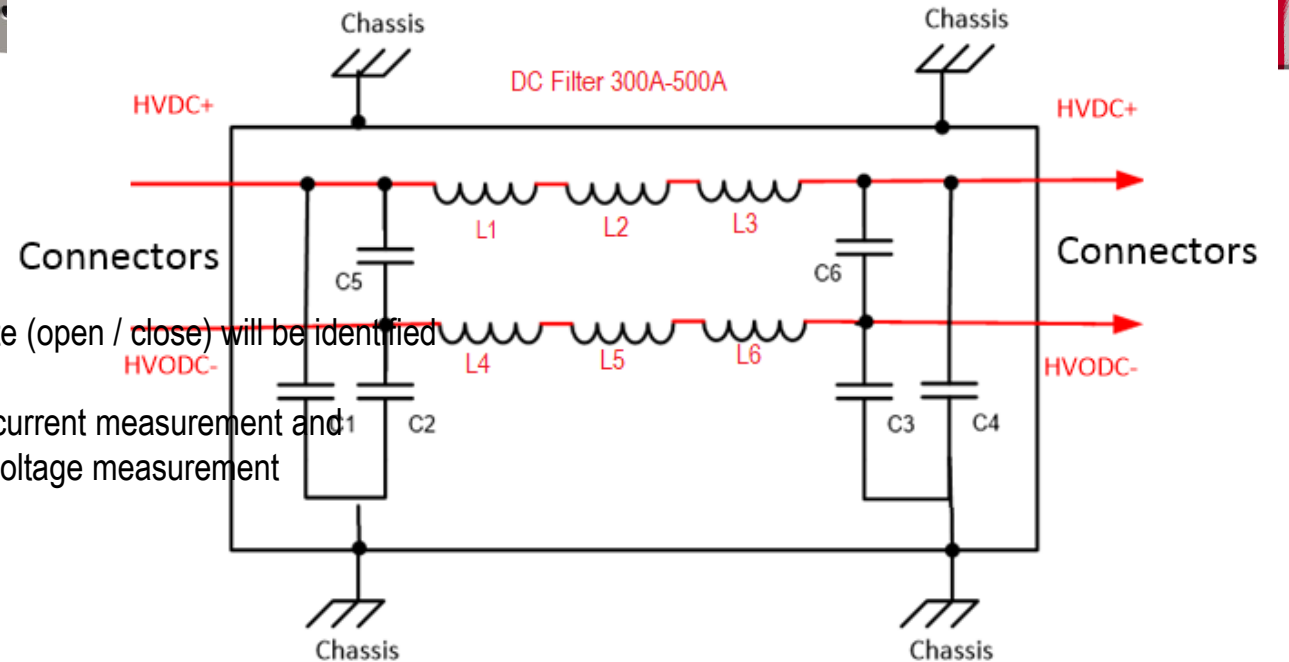 Chassis
Chassis
DC Filter 300A-500A
HVDC+
HVDC+
L1
L2
L3
Connectors
Connectors
C5
C6
e (open / close) will be identified
HVODC-
L4
L5
L6
HVODC-
current measurement and
C1
C2
C3
C4
oltage measurement
Chassis
Chassis